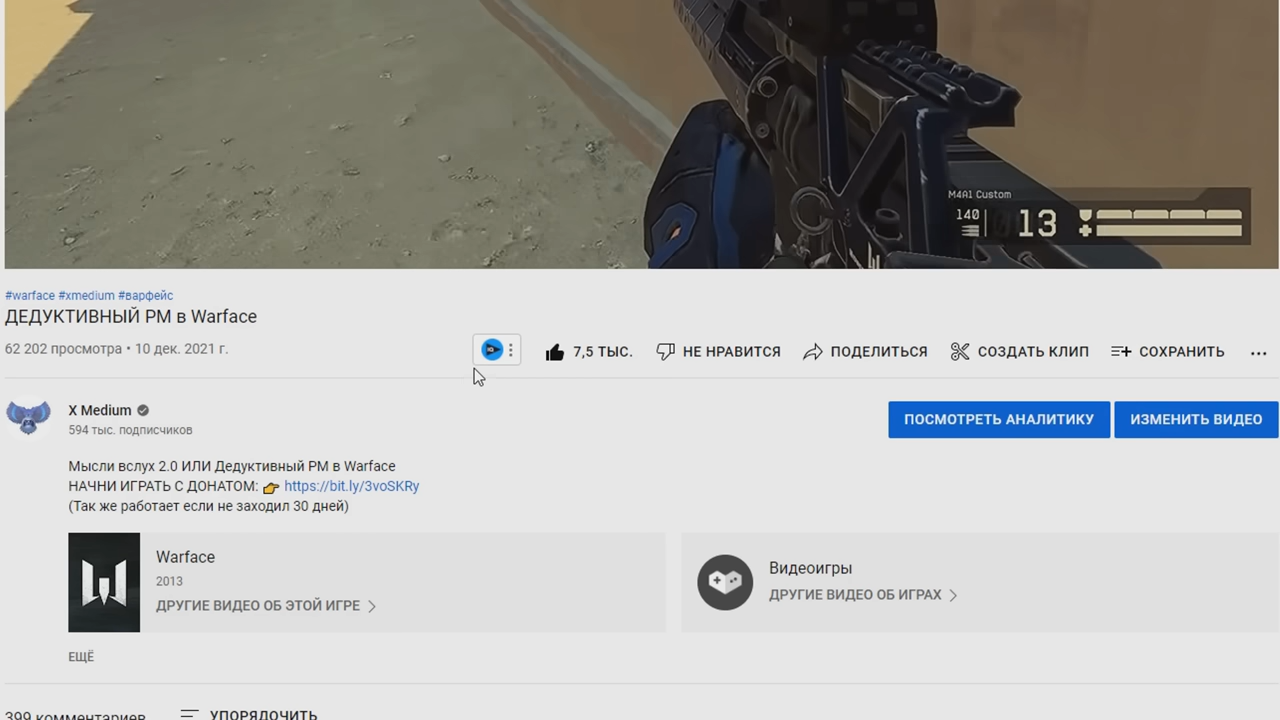 M4A1 Custom
140
13
#warface #xmedium #варфейс
ДЕДУКТИВНЫЙ РМ в Warface
62 202 просмотра • 10 дек. 2021 г.
7,5 ТЫС.
НЕ НРАВИТСЯ
ПОДЕЛИТЬСЯ
СОЗДАТЬ КЛИП
СОХРАНИТЬ
X Medium
594 тыс. подписчиков
ПОСМОТРЕТЬ АНАЛИТИКУ
ИЗМЕНИТЬ ВИДЕО
Мысли вслух 2.0 ИЛИ Дедуктивный РМ в Warface
НАЧНИ ИГРАТЬ С ДОНАТОМ: 👉 https://bit.ly/3voSKRy
(Так же работает если не заходил 30 дней)
Warface
2013
ДРУГИЕ ВИДЕО ОБ ЭТОЙ ИГРЕ
Видеоигры
ДРУГИЕ ВИДЕО ОБ ИГРАХ
ЕЩЁ
399 комментариев
УПОРЯДОЧИТЬ